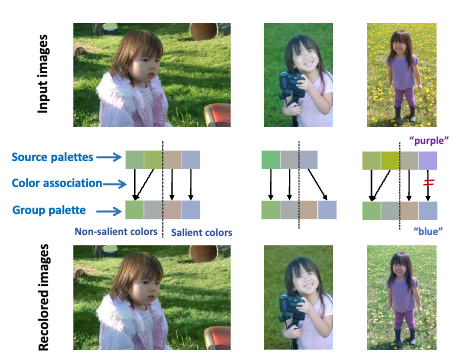 Input images
"purple"
Source palettes
Color association
Group palette
Non-salient colors
Salient colors
"blue"
Recolored images